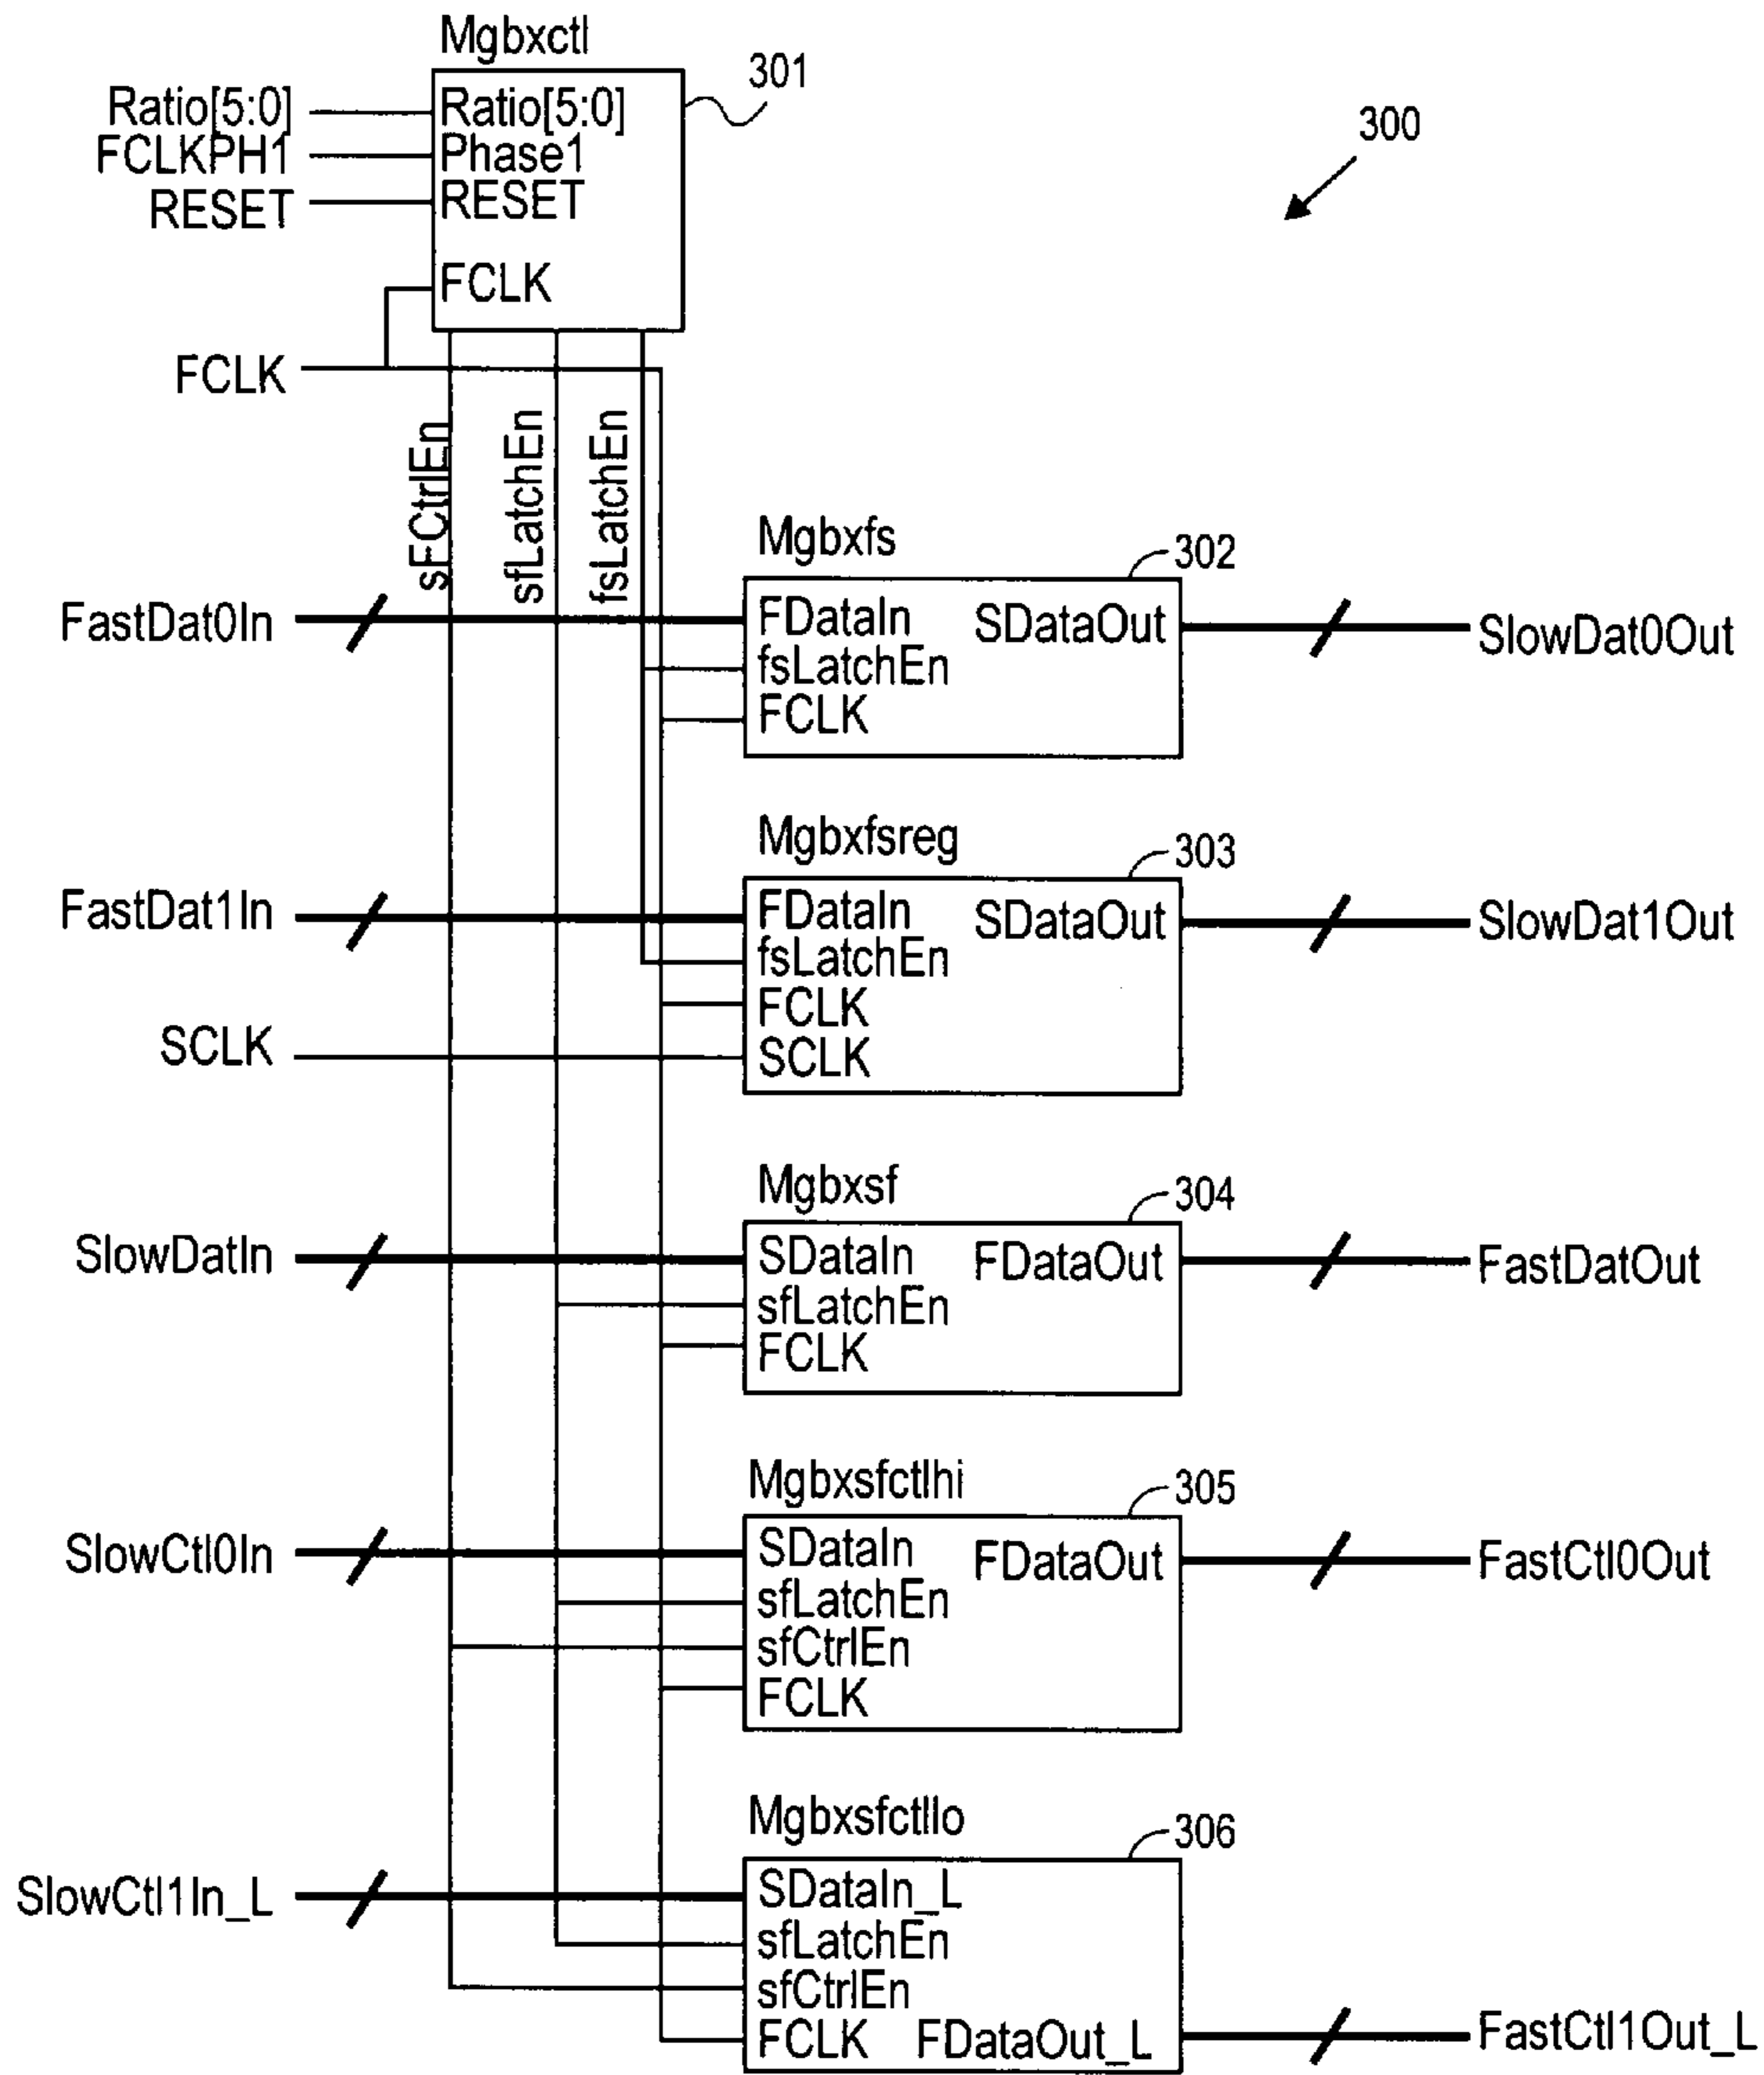 Mgbxctl
301
Ratio[5:0]
Ratio[5:0]
300
FCLKPH1
Phase1
RESET
RESET
FCLK
FCLK
sFCtrlEn
sfLatchEn
fsLatchEn
Mgbxfs
302
FastDat0In
FDataIn
SDataOut
SlowDat0Out
fsLatchEn
FCLK
Mgbxfsreg
303
FastDat1In
FDataIn
SDataOut
SlowDat1Out
fsLatchEn
FCLK
SCLK
SCLK
Mgbxsf
304
SlowDatIn
SDataIn
FDataOut
FastDatOut
sfLatchEn
FCLK
Mgbxsfctlhi
305
SlowCtl0In
SDataIn
FDataOut
FastCtl0Out
sfLatchEn
sfCtrlEn
FCLK
Mgbxsfctllo
306
SlowCtl1In_L
SDataIn_L
sfLatchEn
sfCtrlEn
FCLK
FDataOut_L
FastCtl1Out_L